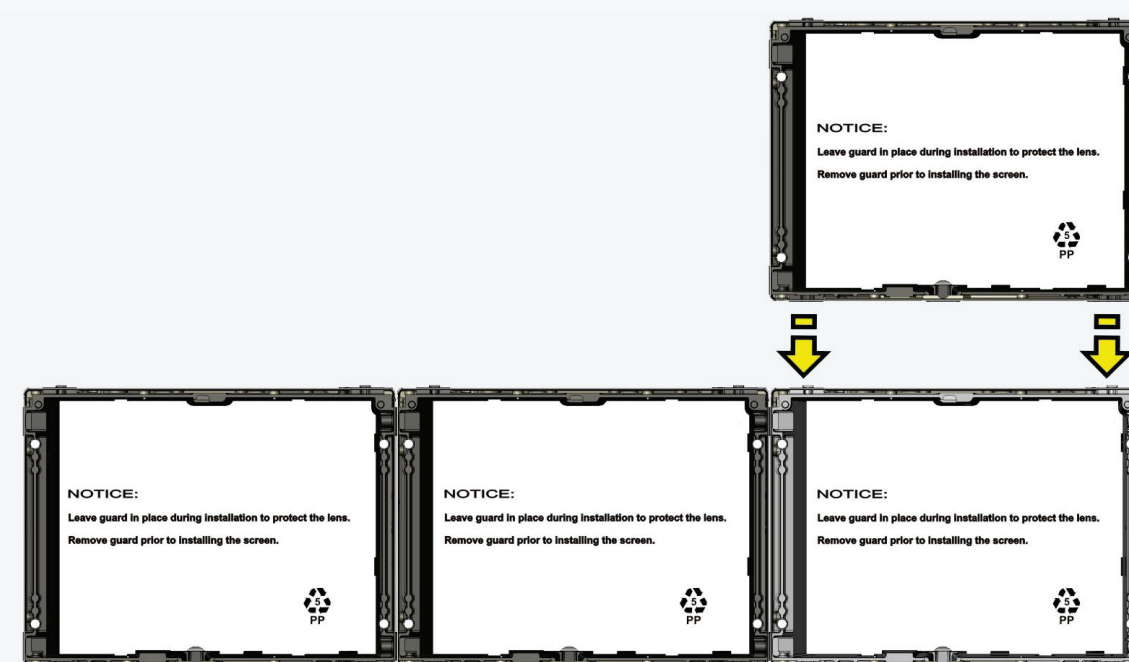 NOTICE:
Leave guard in place during installation to protect the lens.
Remove guard prior to installing the screen.
5
PP
NOTICE:
Leave guard in place during installation to protect the lens.
Remove guard prior to installing the screen.
5
PP
NOTICE:
Leave guard in place during installation to protect the lens.
Remove guard prior to installing the screen.
5
PP
NOTICE:
Leave guard in place during installation to protect the lens.
Remove guard prior to installing the screen.
5
PP